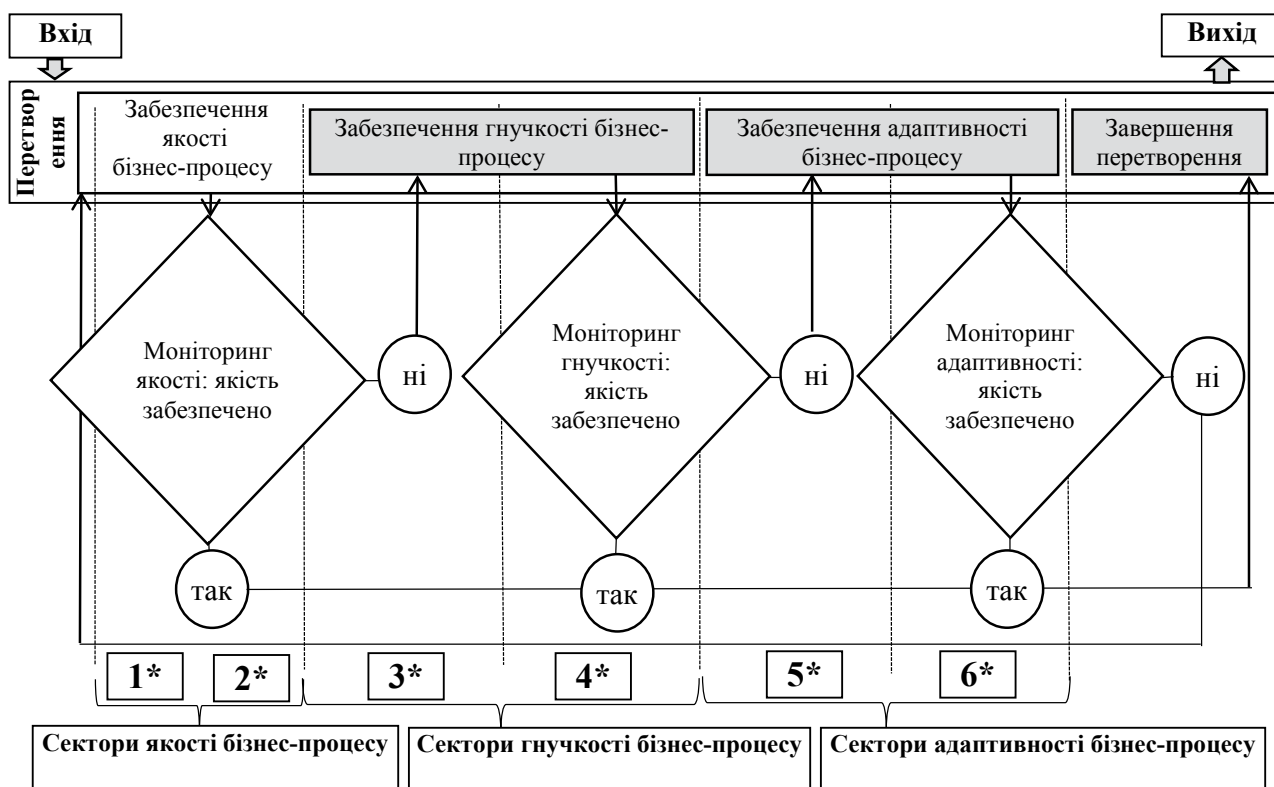 Вхід
Вихід
Перетвор
ення
Забезпечення
якості
бізнес-процесу
Забезпечення гнучкості бізнес-
процесу
Забезпечення адаптивності
бізнес-процесу
Завершення
перетворення
Моніторинг
якості: якість
забезпечено
ні
Моніторинг
гнучкості:
якість
забезпечено
ні
Моніторинг
адаптивності:
якість
забезпечено
ні
так
так
так
1*
2*
3*
4*
5*
6*
Сектори якості бізнес-процесу
Сектори гнучкості бізнес-процесу
Сектори адаптивності бізнес-процесу